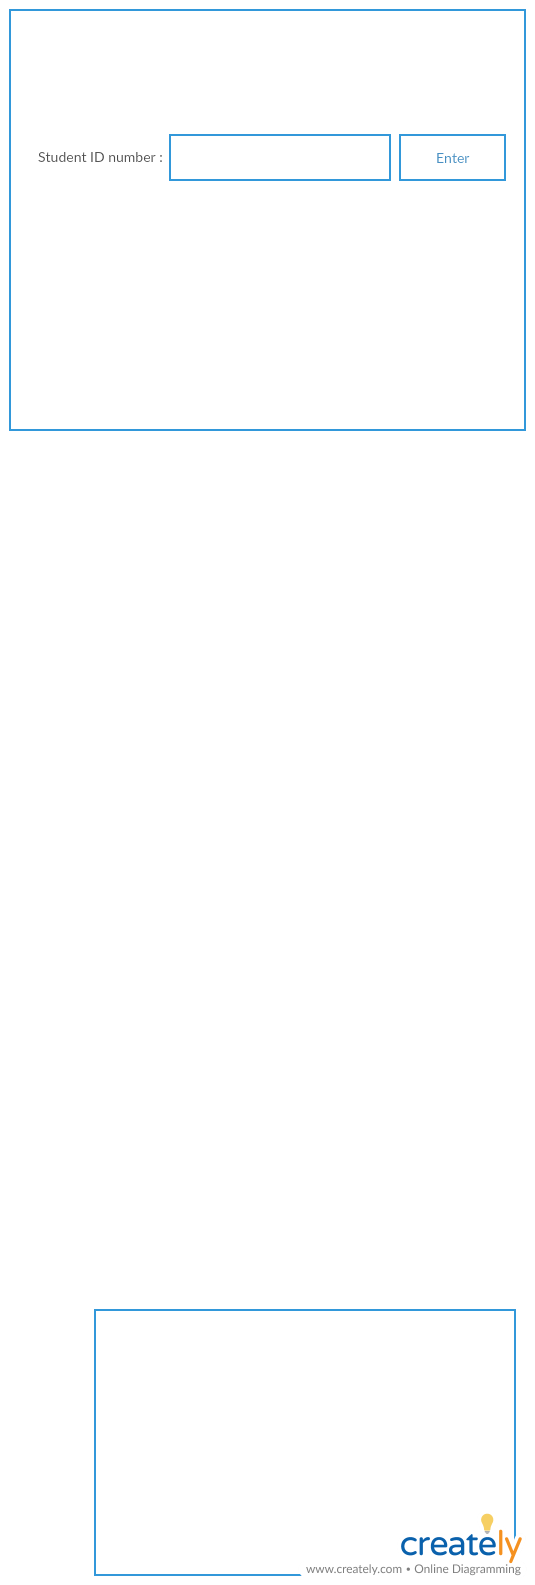 Student ID number :
Enter
creately
www.creately.com • Online Diagramming